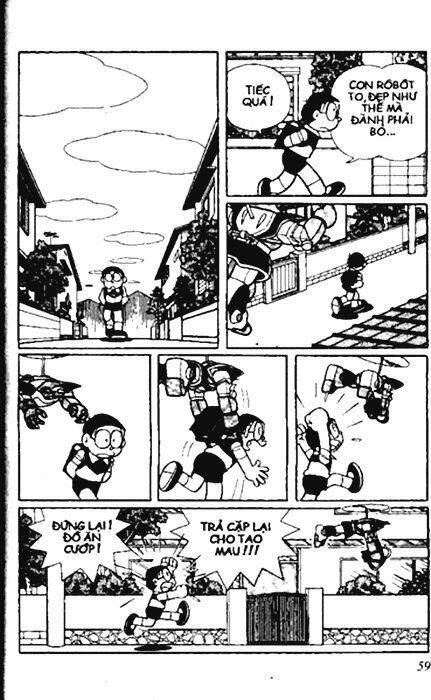 TIẾC
QUÁ!
CON RÔBỐT
TO, ĐẸP NHƯ
THẾ MÀ
ĐÀNH PHẢI
BỎ...
ĐỨNG LẠI!
ĐỒ ĂN
CƯỚP!
TRẢ CẶP LẠI
CHO TAO
MAU!!!
59